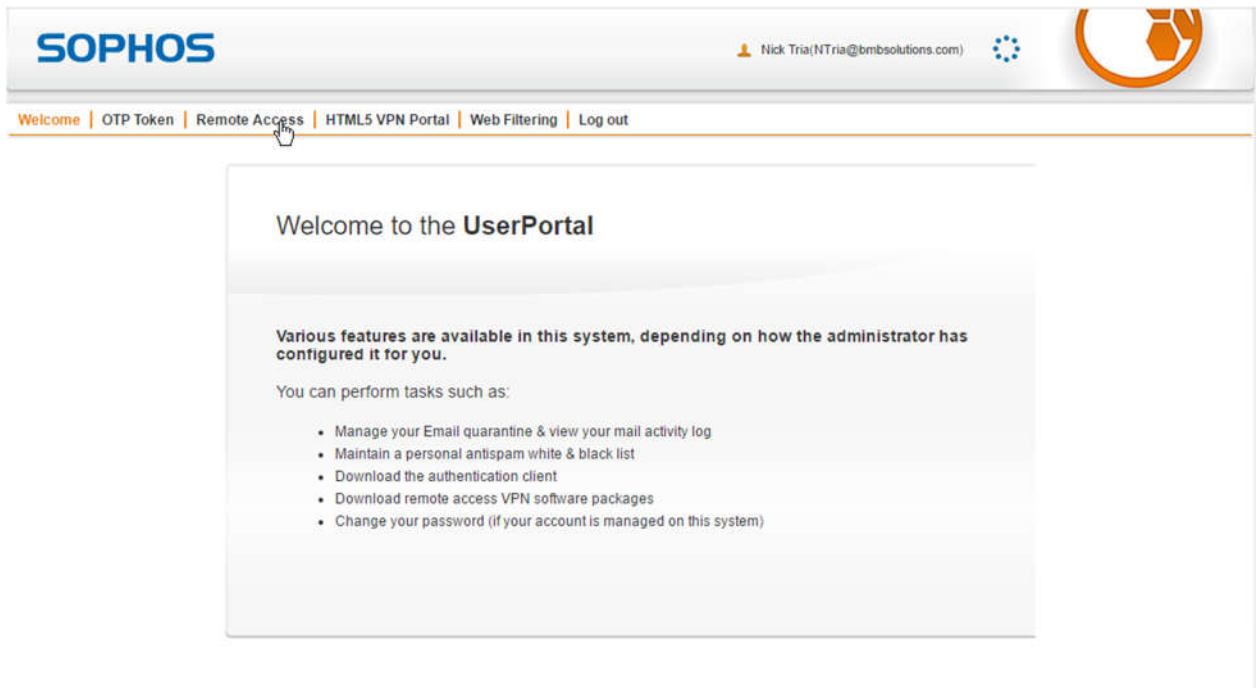 SOPHOS
Nick Tria(NTria@bmbsolutions.com)
Welcome | OTP Token | Remote Access | HTML5 VPN Portal | Web Filtering | Log out
Welcome to the UserPortal
Various features are available in this system, depending on how the administrator has
configured it for you.
You can perform tasks such as:
• Manage your Email quarantine & view your mail activity log
• Maintain a personal antispam white & black list
• Download the authentication client
• Download remote access VPN software packages
• Change your password (if your account is managed on this system)